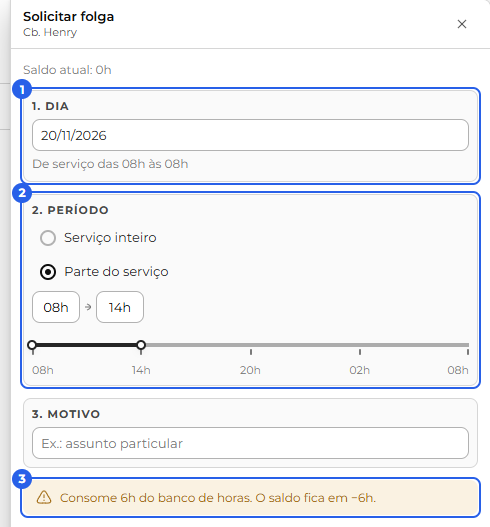 Solicitar folga
Cb. Henry
Saldo atual: 0h
1
1. DIA
20/11/2026
De serviço das 08h às 08h
2
2. PERÍODO
Serviço inteiro
Parte do serviço
08h → 14h
08h 14h 20h 02h 08h
3. MOTIVO
Ex.: assunto particular
3
Consome 6h do banco de horas. O saldo fica em −6h.